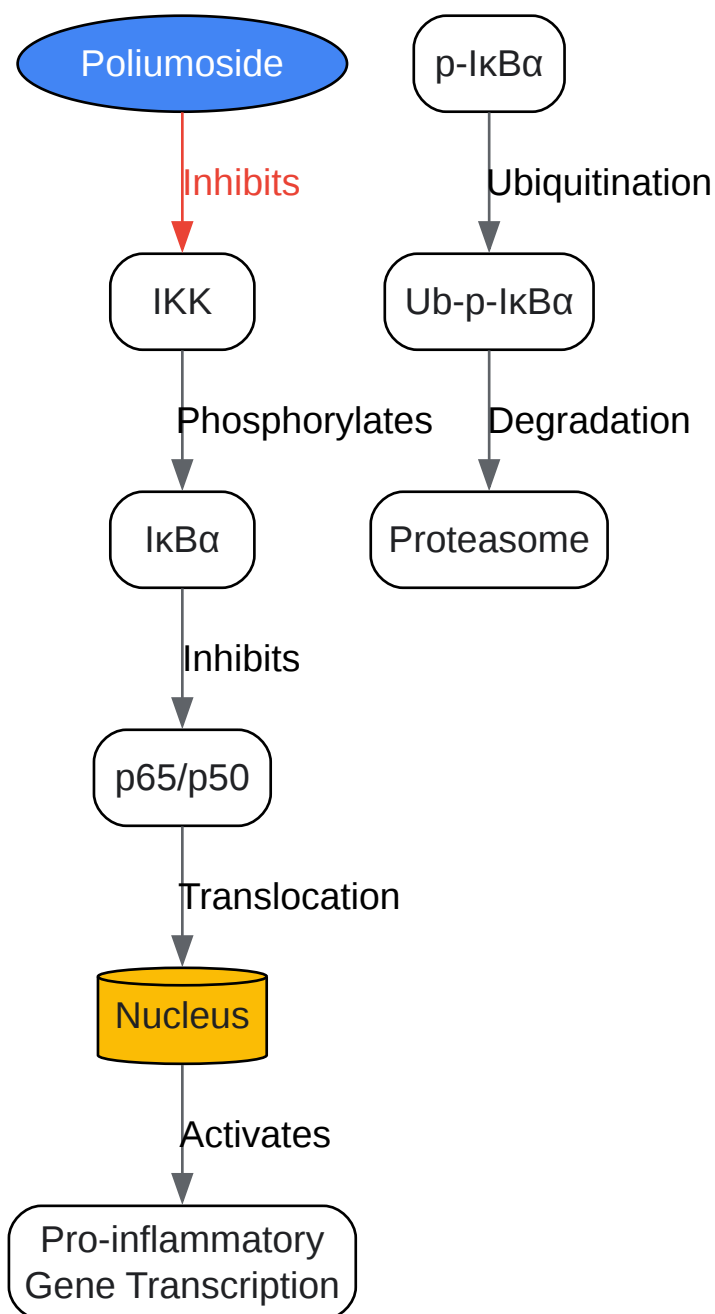 Poliumoside
Inhibits
IKK
Phosphorylates
IκBα
Inhibits
p65/p50
Translocation
Nucleus
Activates
Pro-inflammatory
Gene Transcription
p-IκBα
Ubiquitination
Ub-p-IκBα
Degradation
Proteasome